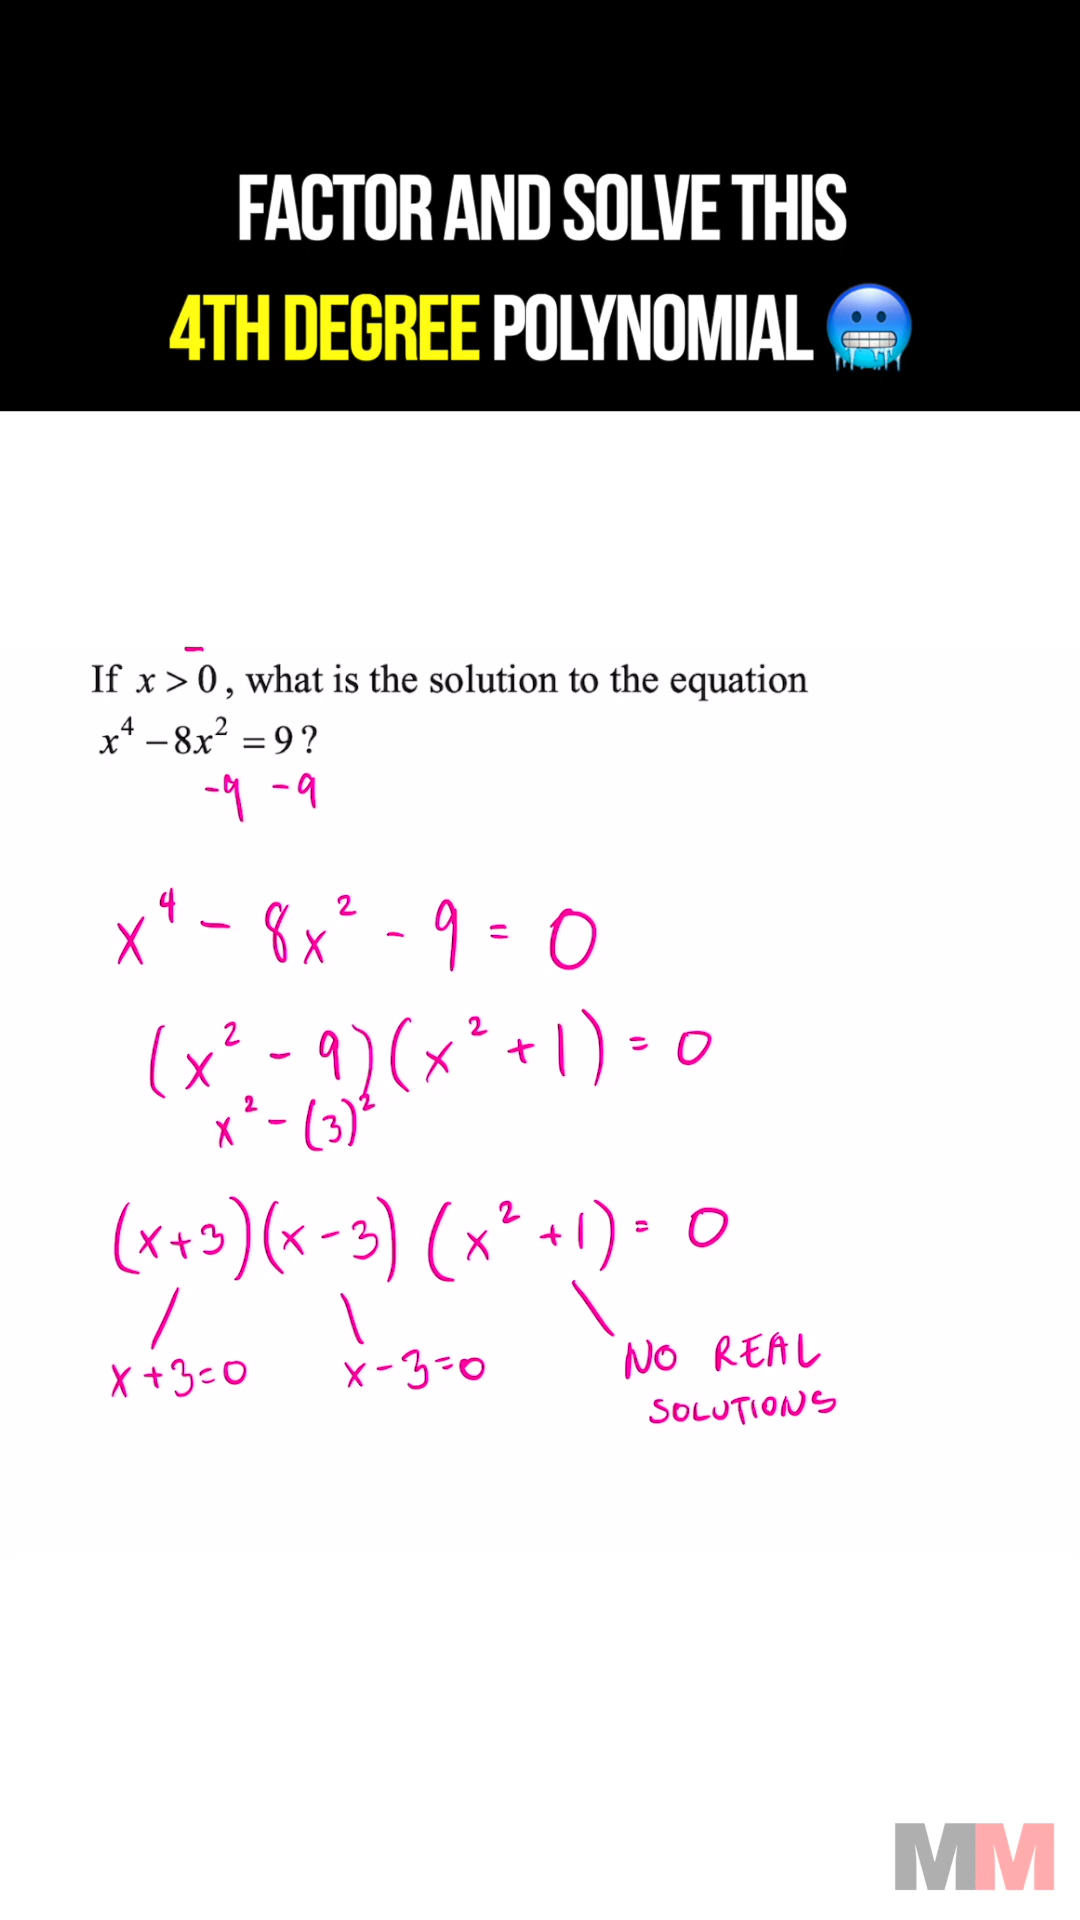 FACTOR AND SOLVE THIS
4TH DEGREE POLYNOMIAL 🥶
If x > 0, what is the solution to the equation
x⁴ − 8x² = 9?
-9 -9
x⁴ - 8x² - 9 = 0
(x² - 9)(x² + 1) = 0
x² - (3)²
(x+3)(x-3)(x² + 1) = 0
x+3=0 x-3=0 NO REAL
SOLUTIONS
MM